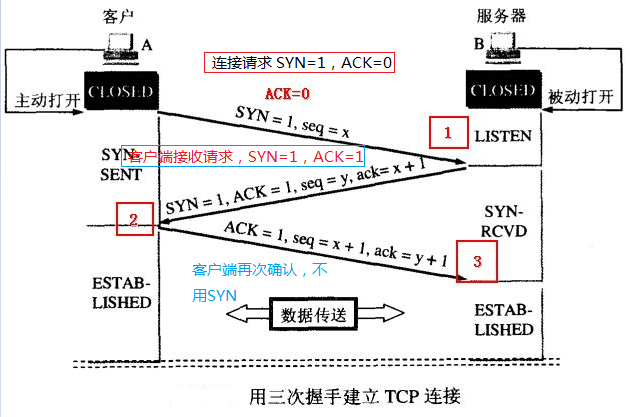 客户
服务器
A
B
连接请求 SYN=1，ACK=0
CLOSED
CLOSED
主动打开
被动打开
ACK=0
SYN = 1, seq = x
1
LISTEN
SYN-
SENT
客户端接收请求，SYN=1，ACK=1
SYN = 1, ACK = 1, seq = y, ack= x + 1
2
SYN-
RCVD
ACK = 1, seq = x + 1, ack = y + 1
3
客户端再次确认，不
用SYN
ESTAB-
LISHED
数据传送
ESTAB-
LISHED
用三次握手建立 TCP 连接